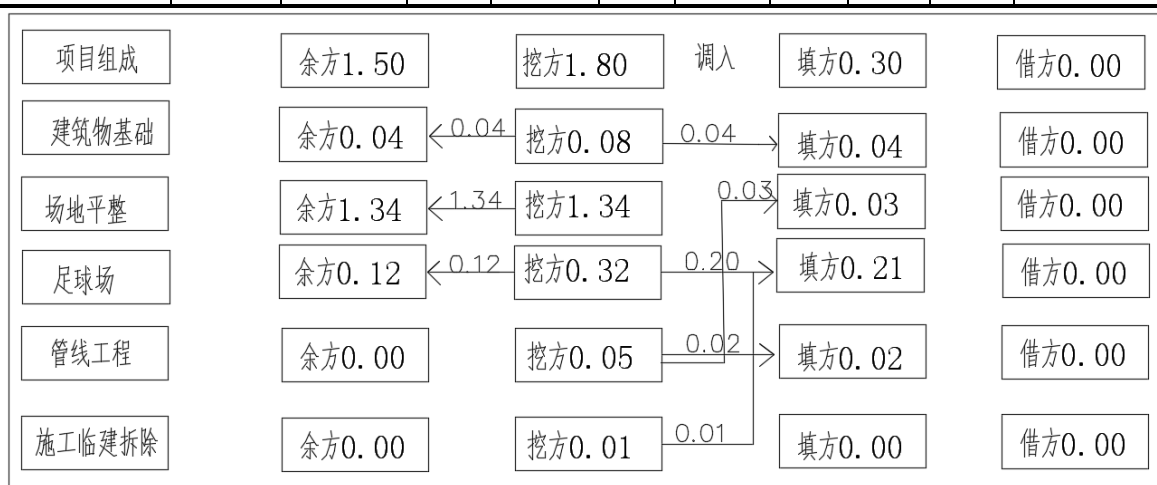 项目组成 余方1.50 挖方1.80 调入 填方0.30 借方0.00
建筑物基础 余方0.04 0.04 挖方0.08 0.04 填方0.04 借方0.00
场地平整 余方1.34 1.34 挖方1.34 0.03 填方0.03 借方0.00
足球场 余方0.12 0.12 挖方0.32 0.20 填方0.21 借方0.00
管线工程 余方0.00 挖方0.05 0.02 填方0.02 借方0.00
施工临建拆除 余方0.00 挖方0.01 0.01 填方0.00 借方0.00